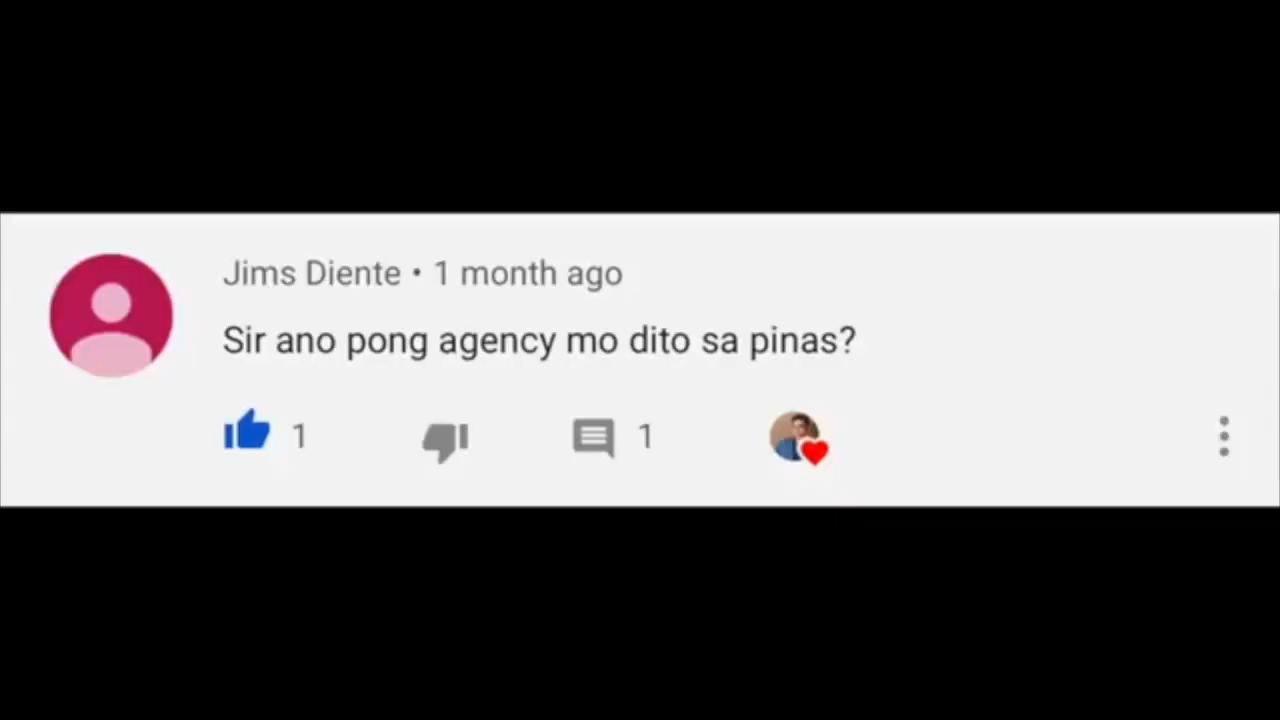 Jims Diente • 1 month ago
Sir ano pong agency mo dito sa pinas?
1 1